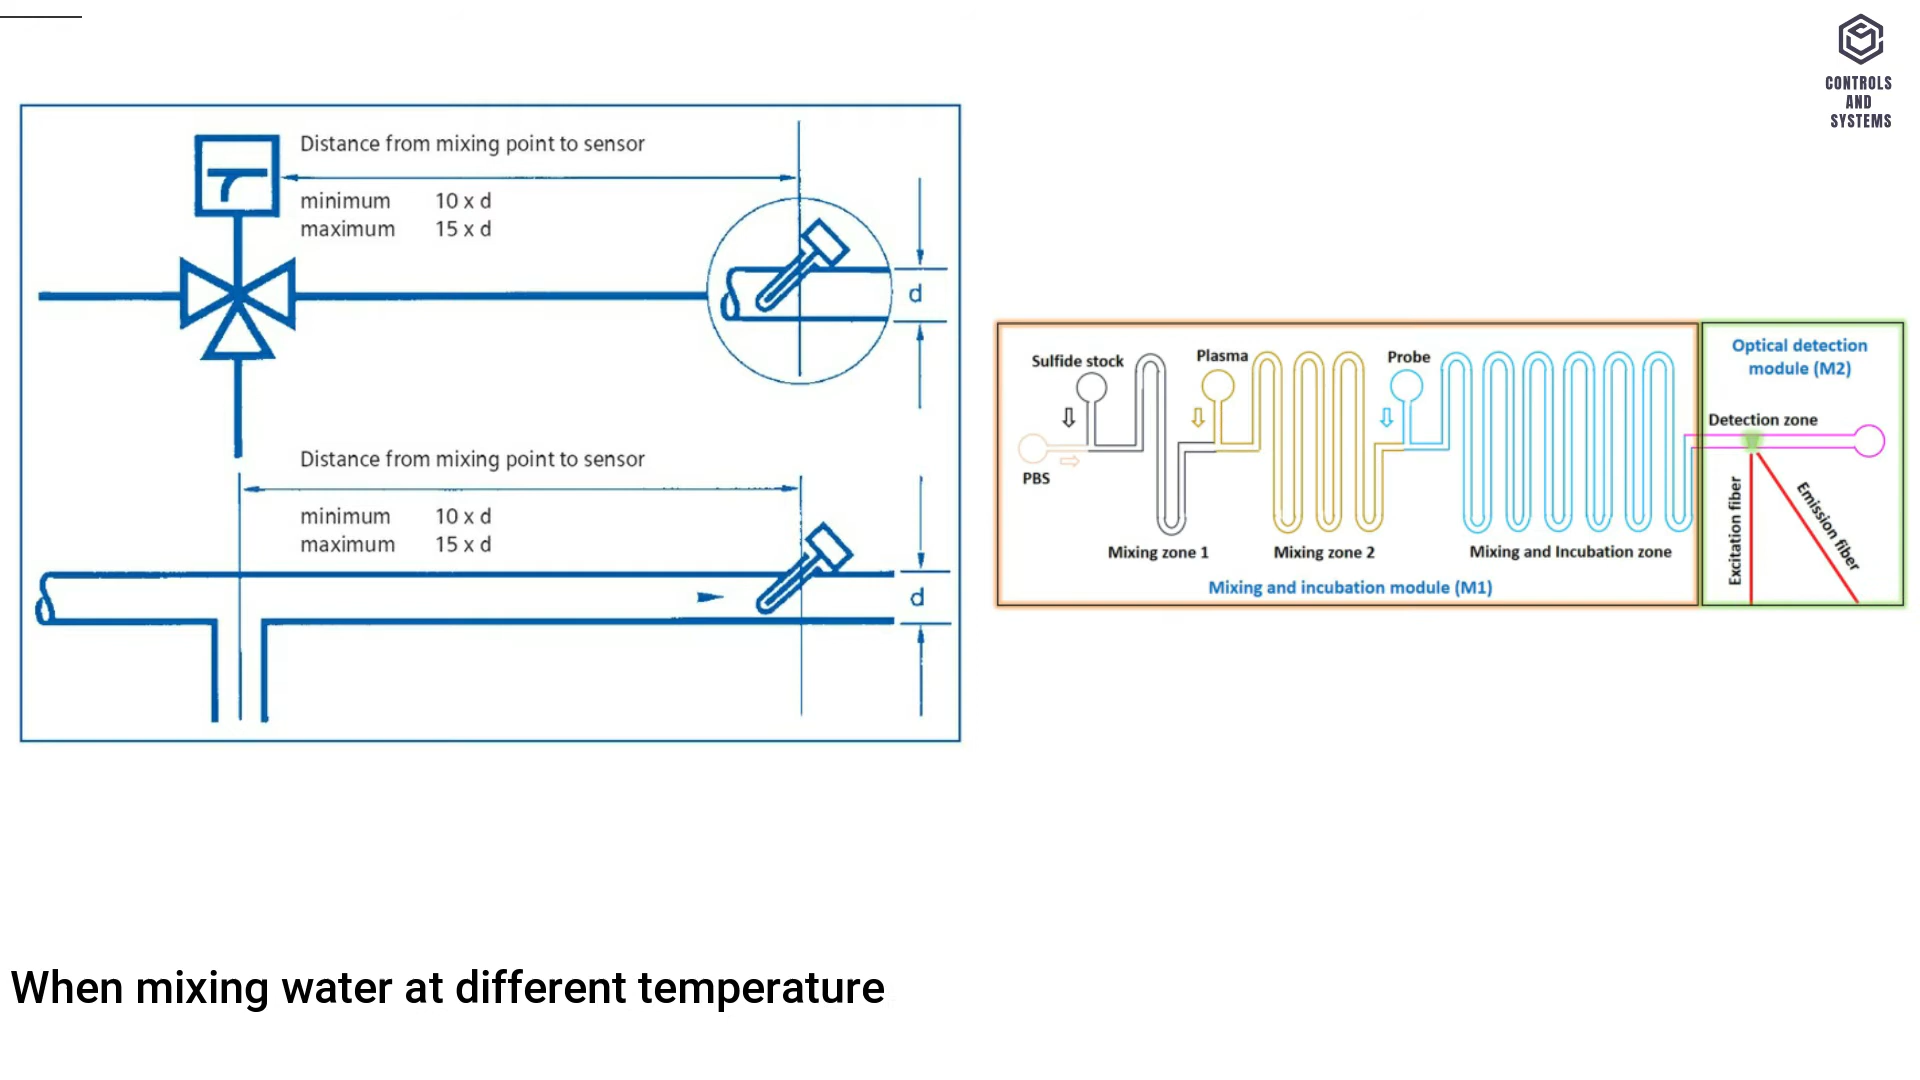 CONTROLS
AND
SYSTEMS
Distance from mixing point to sensor
minimum 10 x d
maximum 15 x d
d
Distance from mixing point to sensor
minimum 10 x d
maximum 15 x d
d
Sulfide stock
Plasma
Probe
PBS
Mixing zone 1
Mixing zone 2
Mixing and Incubation zone
Mixing and incubation module (M1)
Optical detection
module (M2)
Detection zone
Excitation fiber
Emission fiber
When mixing water at different temperature